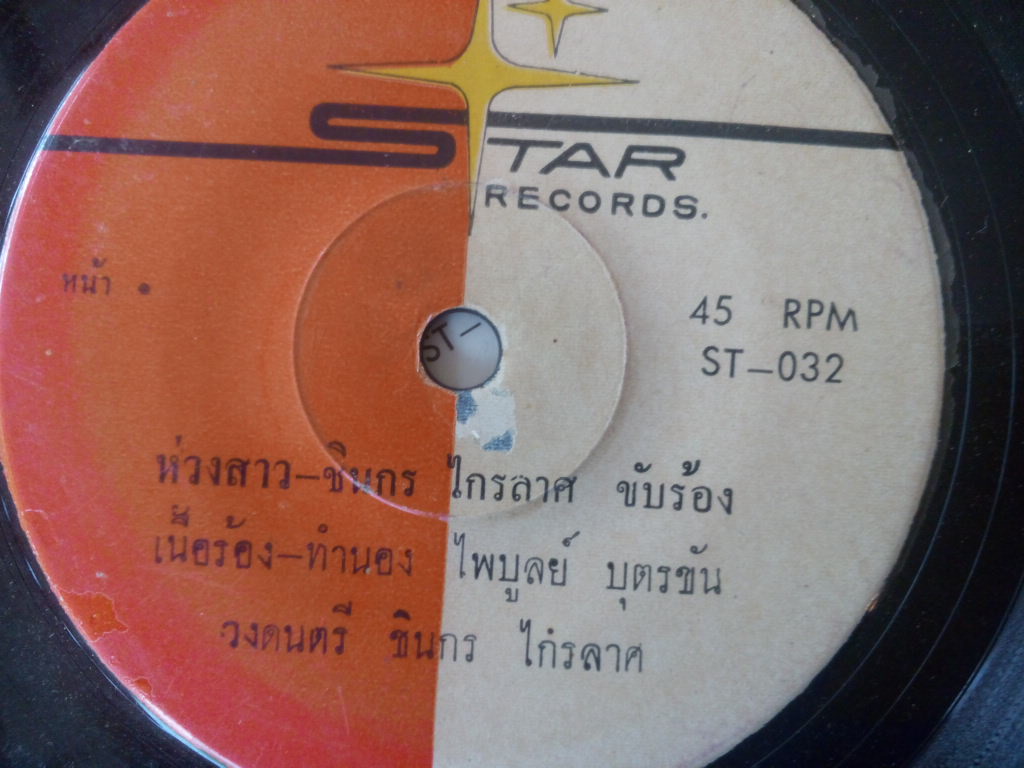 STAR
RECORDS.
หน้า ๑
45 RPM
ST-032
ST-
ห่วงสาว-ชินกร ไกรลาศ ขับร้อง
เนื้อร้อง-ทำนอง ไพบูลย์ บุตรขัน
วงดนตรี ชินกร ไกรลาศ